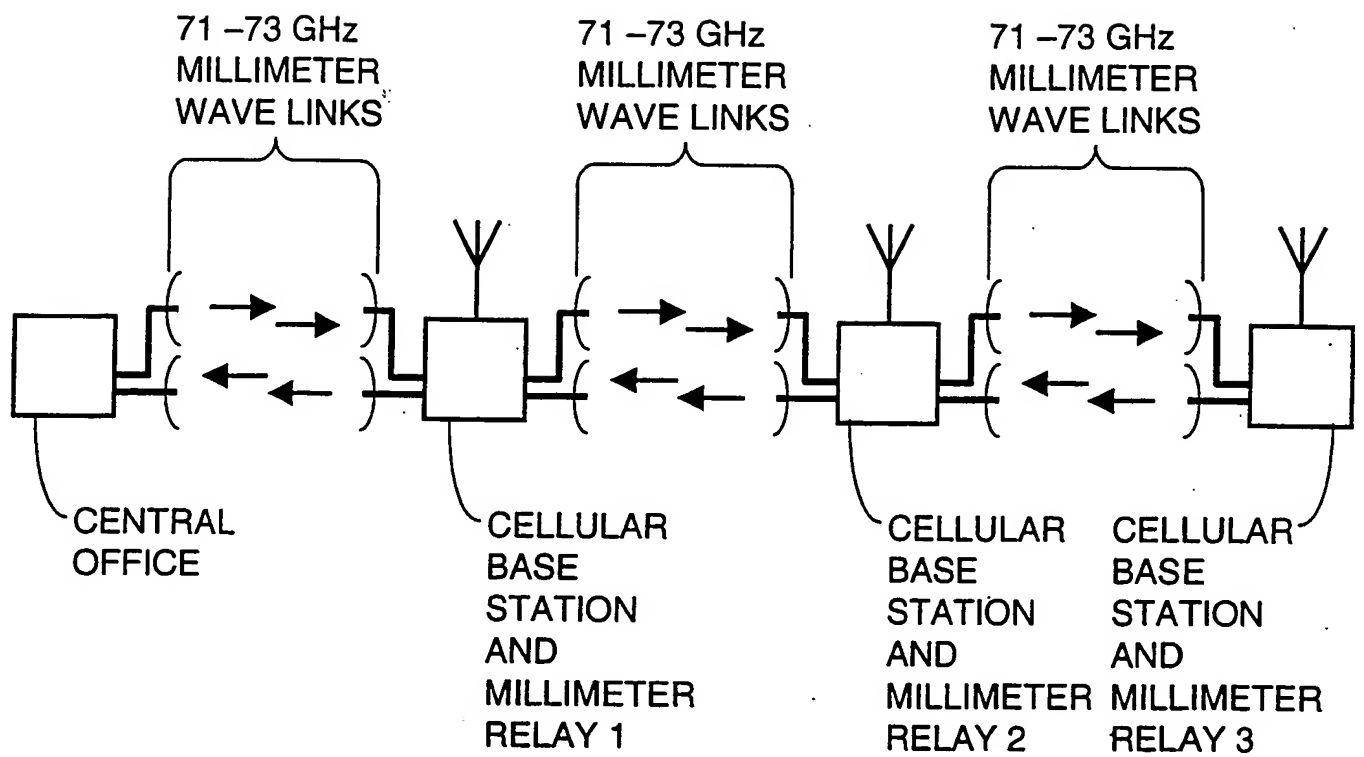 71 –73 GHz
MILLIMETER
WAVE LINKS
71 –73 GHz
MILLIMETER
WAVE LINKS
71 –73 GHz
MILLIMETER
WAVE LINKS
CENTRAL
OFFICE
CELLULAR
BASE
STATION
AND
MILLIMETER
RELAY 1
CELLULAR
BASE
STATION
AND
MILLIMETER
RELAY 2
CELLULAR
BASE
STATION
AND
MILLIMETER
RELAY 3